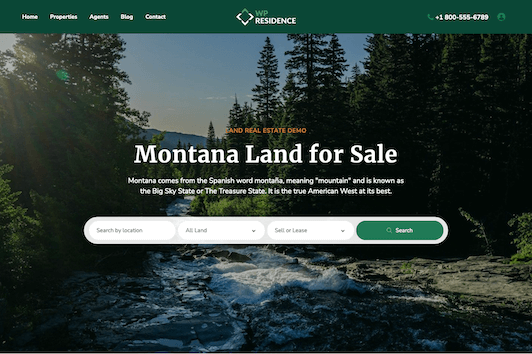 Home Properties Agents Blog Contact
WP
RESIDENCE
+1 800-555-6789
LAND REAL ESTATE DEMO
Montana Land for Sale
Montana comes from the Spanish word montaña, meaning "mountain" and is known as
the Big Sky State or The Treasure State. It is the true American West at its best.
Search by location All Land Sell or Lease Search